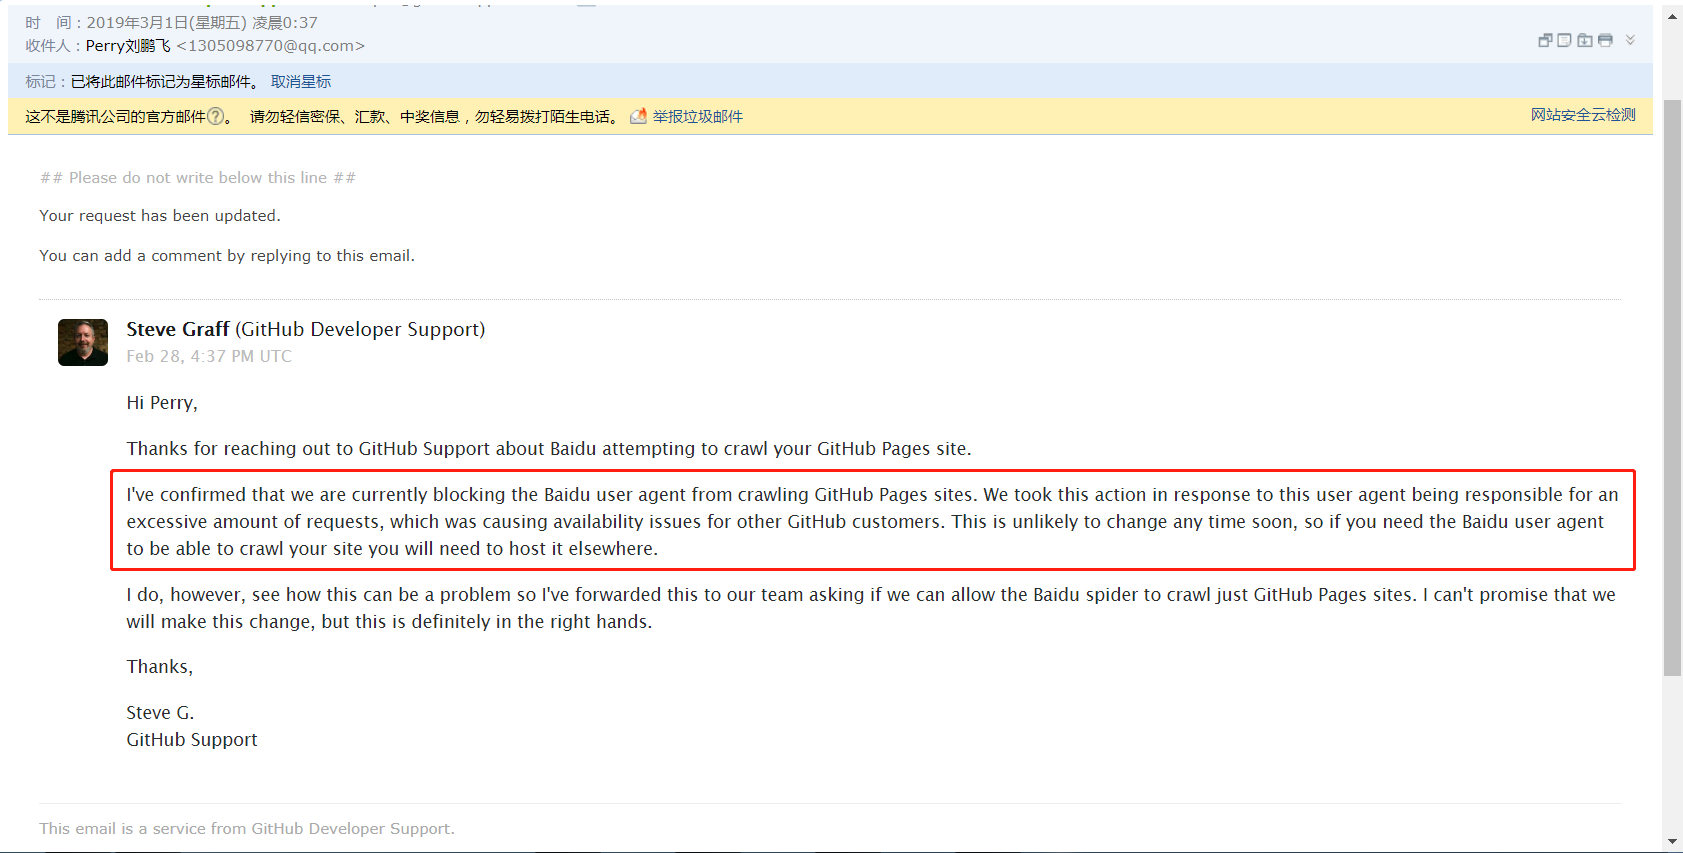 时 间：2019年3月1日(星期五) 凌晨0:37
收件人：Perry刘鹏飞 <1305098770@qq.com>
标记：已将此邮件标记为星标邮件。 取消星标
这不是腾讯公司的官方邮件?。 请勿轻信密保、汇款、中奖信息，勿轻易拨打陌生电话。 举报垃圾邮件 网站安全云检测
## Please do not write below this line ##
Your request has been updated.
You can add a comment by replying to this email.
Steve Graff (GitHub Developer Support)
Feb 28, 4:37 PM UTC
Hi Perry,
Thanks for reaching out to GitHub Support about Baidu attempting to crawl your GitHub Pages site.
I've confirmed that we are currently blocking the Baidu user agent from crawling GitHub Pages sites. We took this action in response to this user agent being responsible for an
excessive amount of requests, which was causing availability issues for other GitHub customers. This is unlikely to change any time soon, so if you need the Baidu user agent
to be able to crawl your site you will need to host it elsewhere.
I do, however, see how this can be a problem so I've forwarded this to our team asking if we can allow the Baidu spider to crawl just GitHub Pages sites. I can't promise that we
will make this change, but this is definitely in the right hands.
Thanks,
Steve G.
GitHub Support
This email is a service from GitHub Developer Support.